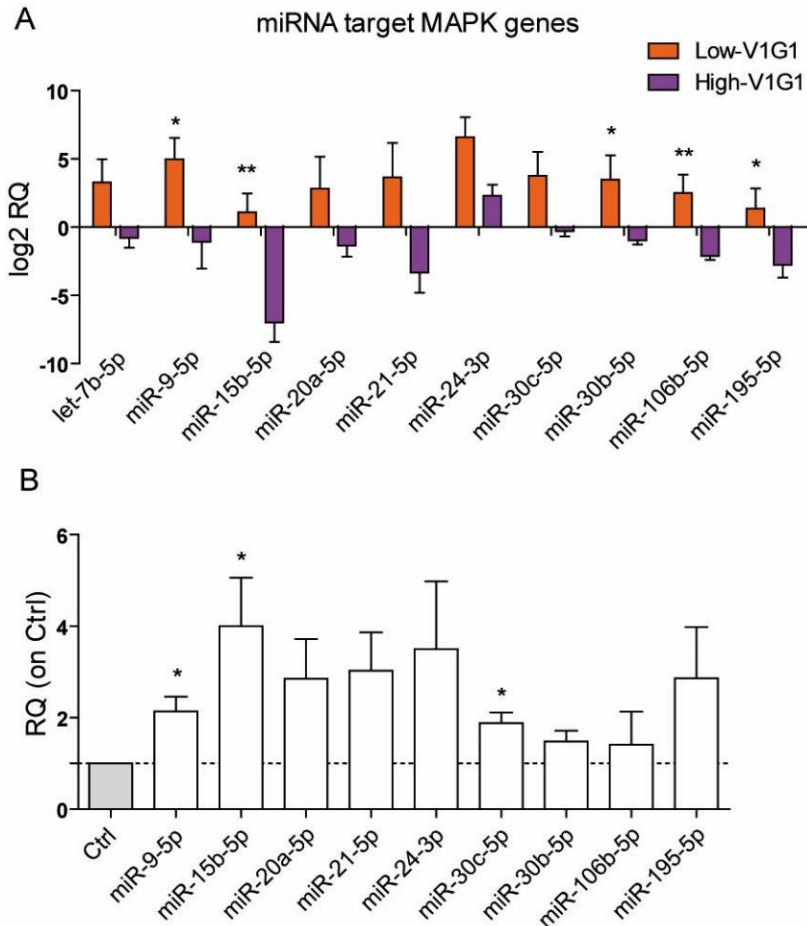 A
miRNA target MAPK genes
Low-V1G1
High-V1G1
log2 RQ
10
5
0
-5
-10
*
**
*
**
*
let-7b-5p
miR-9-5p
miR-15b-5p
miR-20a-5p
miR-21-5p
miR-24-3p
miR-30c-5p
miR-30b-5p
miR-106b-5p
miR-195-5p
B
RQ (on Ctrl)
6
4
2
0
*
*
*
Ctrl
miR-9-5p
miR-15b-5p
miR-20a-5p
miR-21-5p
miR-24-3p
miR-30c-5p
miR-30b-5p
miR-106b-5p
miR-195-5p